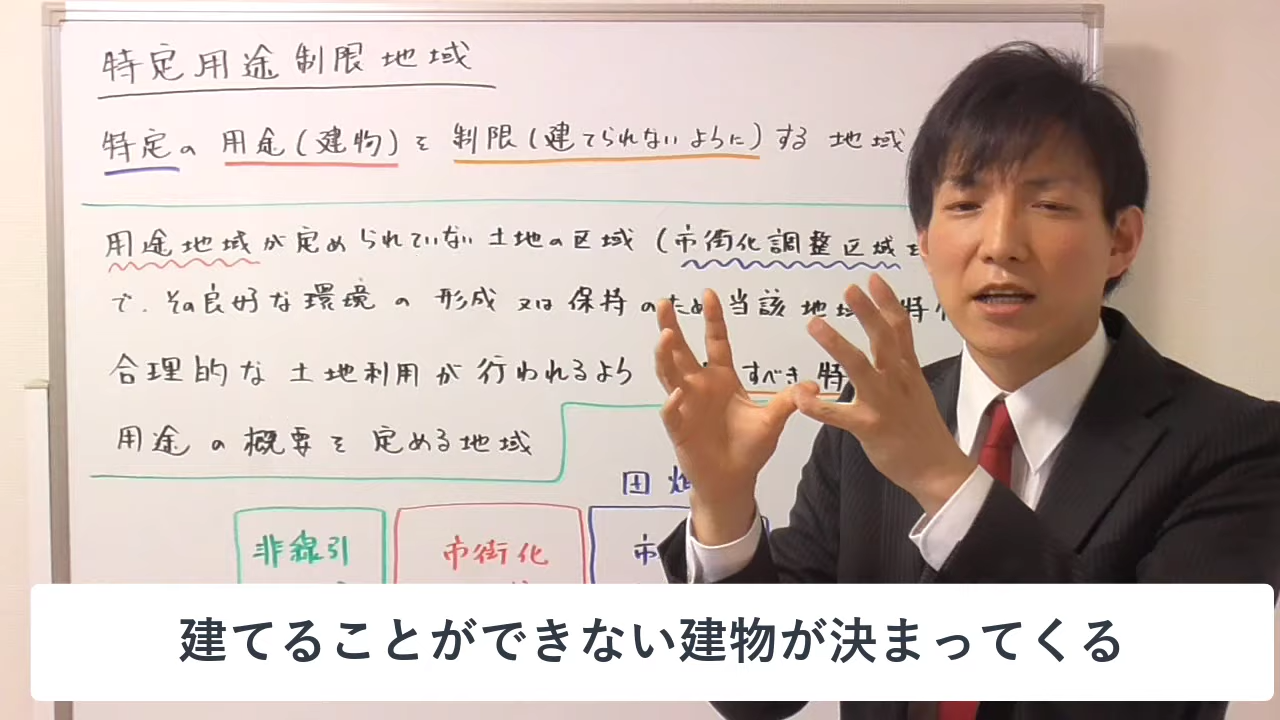 特定用途制限地域
特定の用途(建物)を制限(建てられないように)する地域
用途地域が定められていない土地の区域(市街化調整区域を
で、その良好な環境の形成又は保持のため当該地域 特
合理的な土地利用が行われるよう すべき特
用途の概要を定める地域
田畑
非線引
市街化
市
建てることができない建物が決まってくる